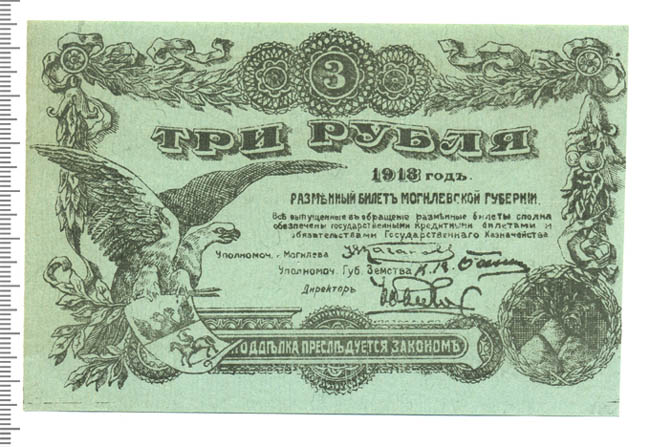 3
ТРИ РУБЛЯ
1918 годъ.
Размѣнный билетъ Могилевской губерніи.
Всѣ выпущенные въ обращеніе размѣнные билеты сполна
обезпечены государственными кредитными билетами и
обязательствами Государственнаго Казначейства
Уполномоч. г. Могилева
Уполномоч. Губ. Земства
Директоръ
ПОДДѢЛКА ПРЕСЛѢДУЕТСЯ ЗАКОНОМЪ